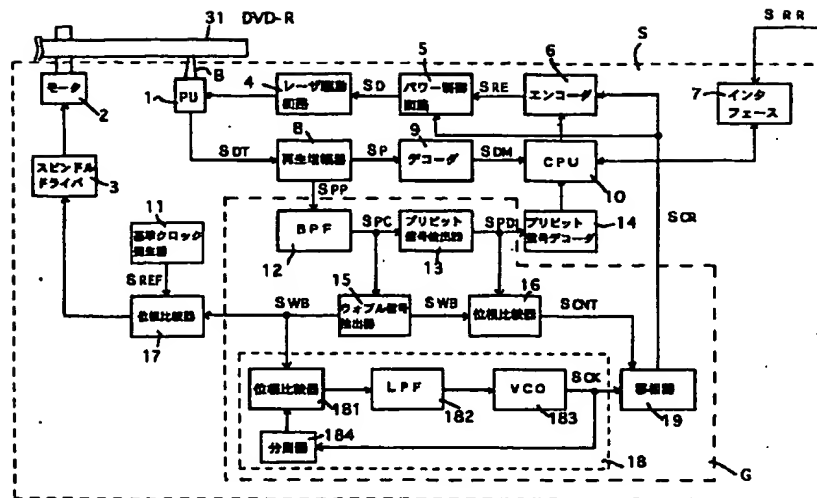 31 DVD-R
SRR
S
B
モータ
2
1
PU
4
レーザ駆動
回路
SD
5
パワー制御
回路
SRE
6
エンコーダ
7
インタ
フェース
SDT
8
再生増幅器
SP
9
デコーダ
SDM
CPU
10
スピンドル
ドライバ
3
SPP
SCR
11
基準クロック
発生器
BPF
12
SPC
プリピット
信号検出器
13
SPD
プリピット
信号デコーダ
14
SREF
SWB
15
ウォブル信号
抽出器
SWB
16
位相比較器
SCNT
位相比較器
17
位相比較器
181
LPF
182
VCO
183
SCK
移相器
19
分周器
184
18
G